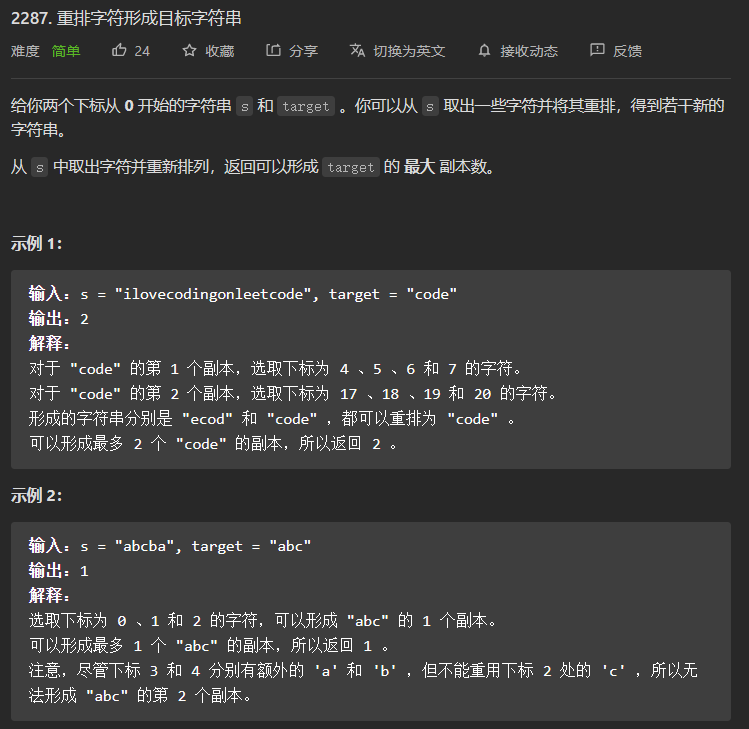 2287. 重排字符形成目标字符串
难度 简单 24 收藏 分享 切换为英文 接收动态 反馈
给你两个下标从 0 开始的字符串 s 和 target 。你可以从 s 取出一些字符并将其重排，得到若干新的
字符串。
从 s 中取出字符并重新排列，返回可以形成 target 的 最大 副本数。
示例 1：
输入：s = "ilovecodingonleetcode", target = "code"
输出：2
解释：
对于 "code" 的第 1 个副本，选取下标为 4 、5 、6 和 7 的字符。
对于 "code" 的第 2 个副本，选取下标为 17 、18 、19 和 20 的字符。
形成的字符串分别是 "ecod" 和 "code" ，都可以重排为 "code" 。
可以形成最多 2 个 "code" 的副本，所以返回 2 。
示例 2：
输入：s = "abcba", target = "abc"
输出：1
解释：
选取下标为 0 、1 和 2 的字符，可以形成 "abc" 的 1 个副本。
可以形成最多 1 个 "abc" 的副本，所以返回 1 。
注意，尽管下标 3 和 4 分别有额外的 'a' 和 'b' ，但不能重用下标 2 处的 'c' ，所以无
法形成 "abc" 的第 2 个副本。